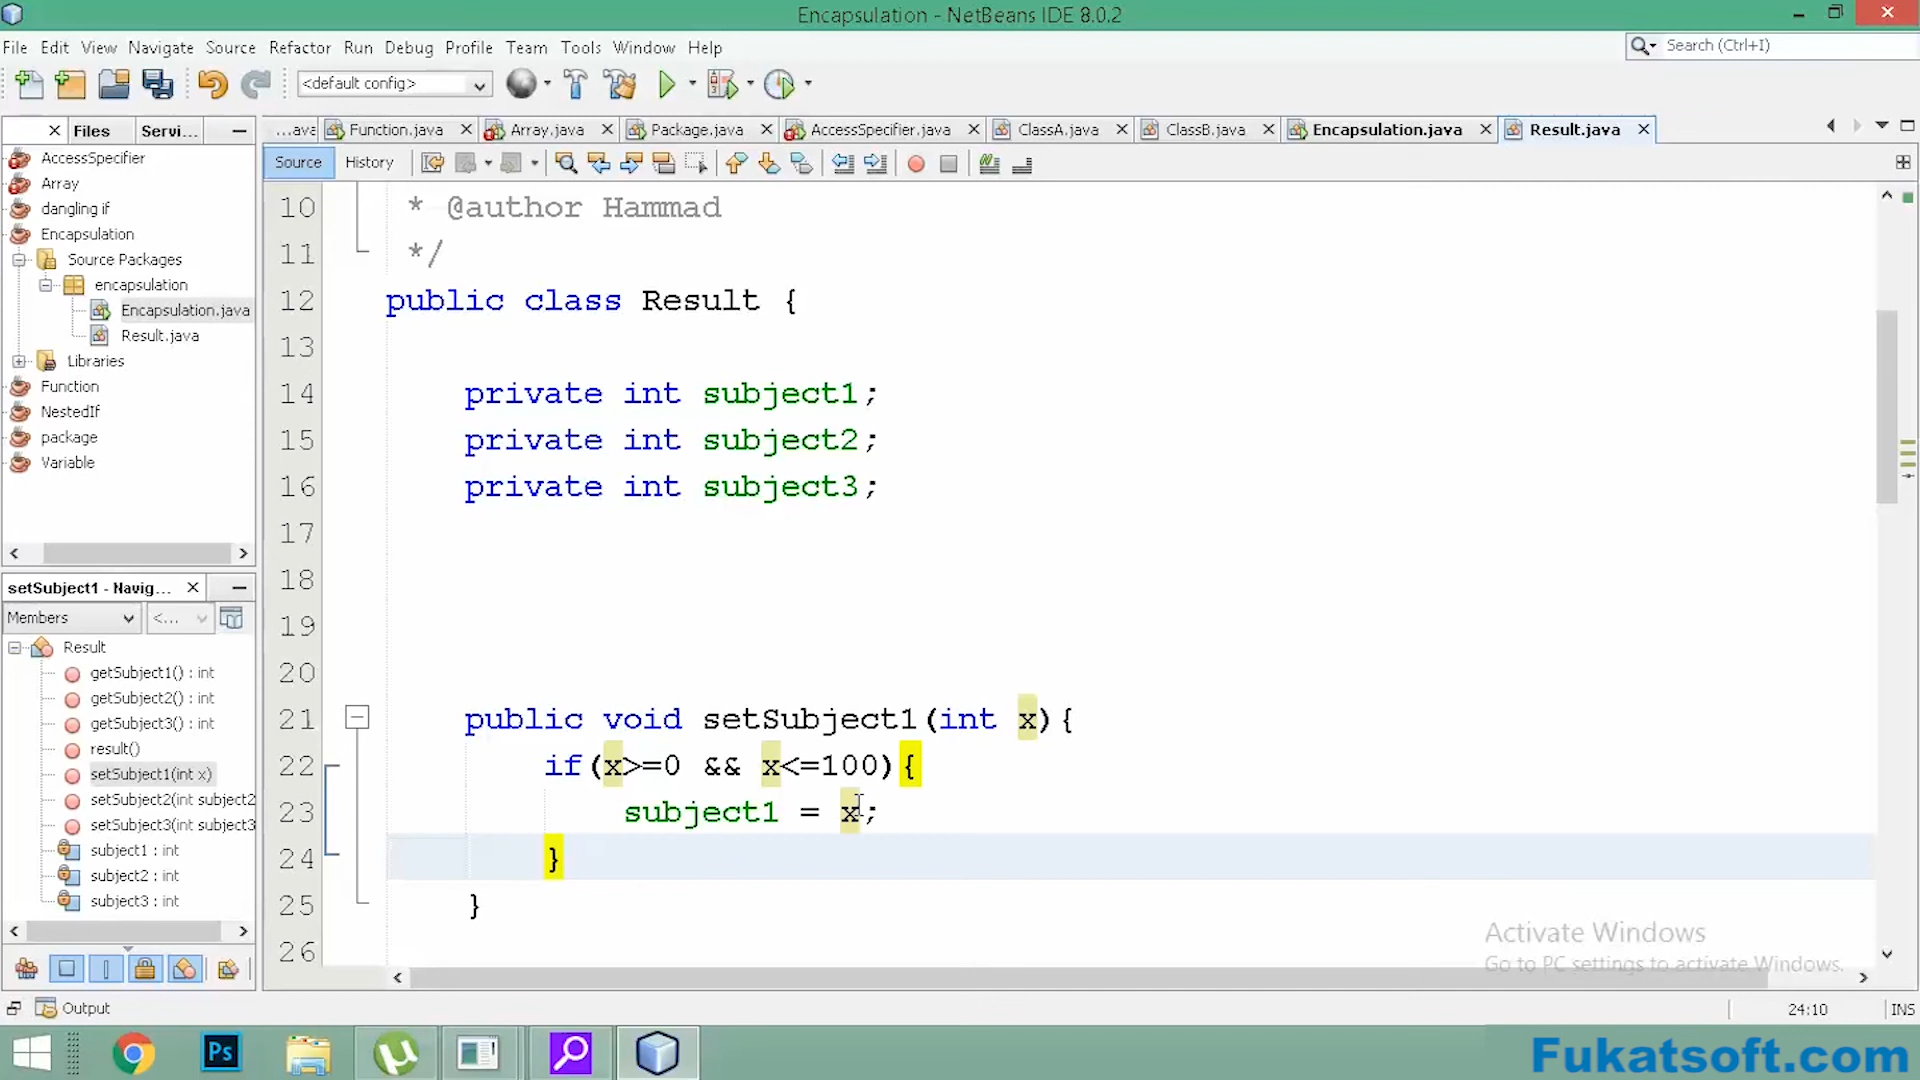 Encapsulation - NetBeans IDE 8.0.2
File Edit View Navigate Source Refactor Run Debug Profile Team Tools Window Help
Search (Ctrl+I)
<default config>
Files Servi...
...ava Function.java Array.java Package.java AccessSpecifier.java ClassA.java ClassB.java Encapsulation.java Result.java
Source History
AccessSpecifier
Array
dangling if
Encapsulation
Source Packages
encapsulation
Encapsulation.java
Result.java
Libraries
Function
NestedIf
package
Variable
setSubject1 - Navig...
Members <...
Result
getSubject1() : int
getSubject2() : int
getSubject3() : int
result()
setSubject1(int x)
setSubject2(int subject2
setSubject3(int subject3
subject1 : int
subject2 : int
subject3 : int
10 * @author Hammad
11 */
12 public class Result {
13
14 private int subject1;
15 private int subject2;
16 private int subject3;
17
18
19
20
21 public void setSubject1(int x){
22 if(x>=0 && x<=100){
23 subject1 = x;
24 }
25 }
26
Activate Windows
Go to PC settings to activate Windows.
Output
24:10 INS
Ps
Fukatsoft.com